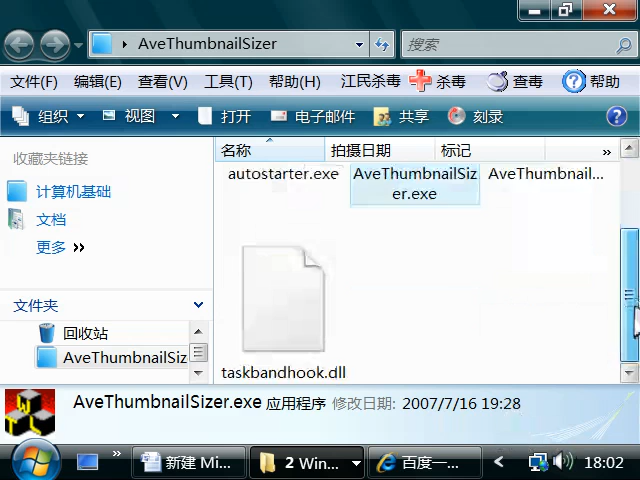 AveThumbnailSizer
搜索
文件(F) 编辑(E) 查看(V) 工具(T) 帮助(H) 江民杀毒 杀毒 查毒 帮助
组织 视图 打开 电子邮件 共享 刻录
收藏夹链接
计算机基础
文档
更多 »
文件夹
回收站
AveThumbnailSiz
名称 拍摄日期 标记 »
autostarter.exe
AveThumbnailSiz
er.exe
AveThumbnail...
taskbandhook.dll
AveThumbnailSizer.exe 应用程序 修改日期: 2007/7/16 19:28
新建 Mi... 2 Win... 百度一... 18:02